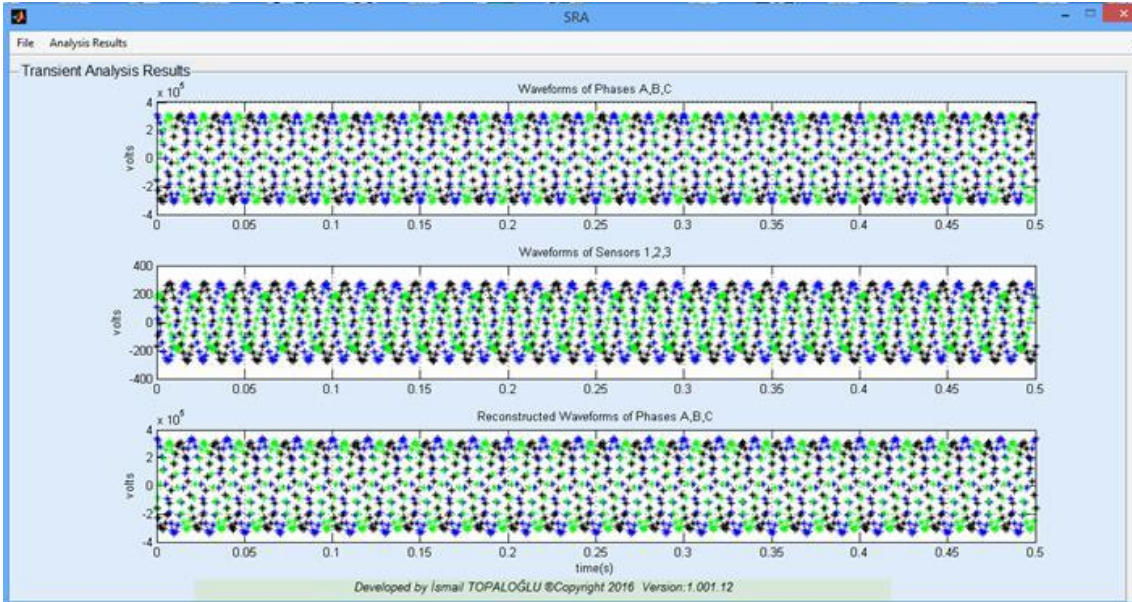 SRA
File Analysis Results
Transient Analysis Results
x 10^5
Waveforms of Phases A,B,C
4
2
0
-2
-4
volts
0 0.05 0.1 0.15 0.2 0.25 0.3 0.35 0.4 0.45 0.5
Waveforms of Sensors 1,2,3
400
200
0
-200
-400
volts
0 0.05 0.1 0.15 0.2 0.25 0.3 0.35 0.4 0.45 0.5
Reconstructed Waveforms of Phases A,B,C
x 10^5
4
2
0
-2
-4
volts
0 0.05 0.1 0.15 0.2 0.25 0.3 0.35 0.4 0.45 0.5
time(s)
Developed by İsmail TOPALOĞLU ®Copyright 2016 Version:1.001.12